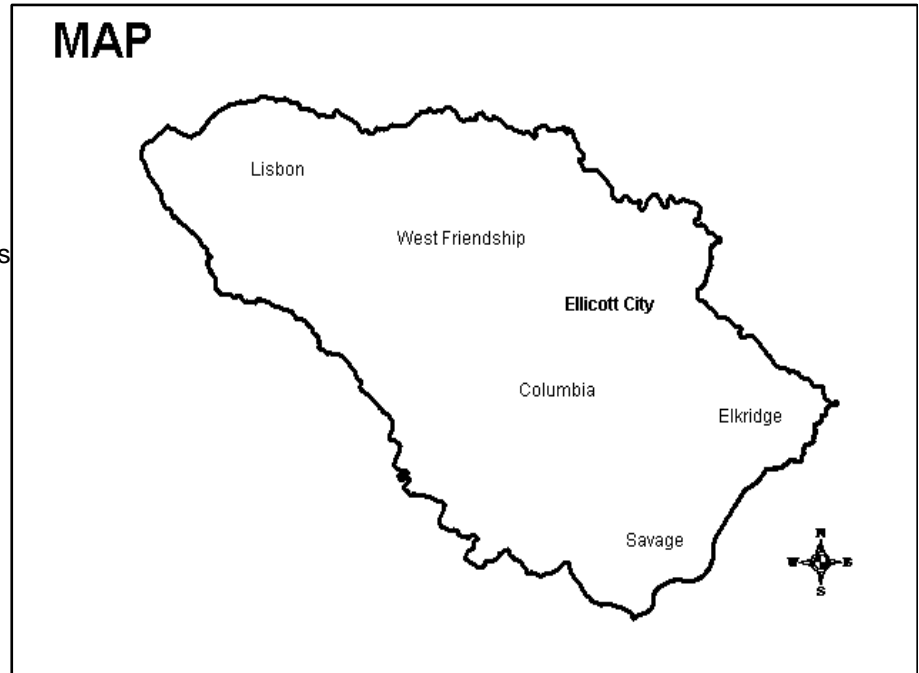 MAP
Lisbon
West Friendship
s
Ellicott City
Columbia
Elkridge
Savage
N
W E
S